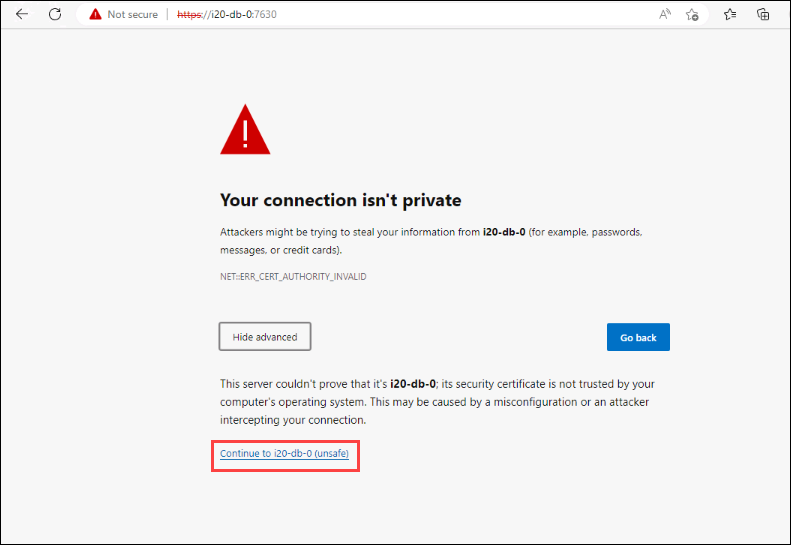 Not secure | https://i20-db-0:7630
Your connection isn't private
Attackers might be trying to steal your information from i20-db-0 (for example, passwords,
messages, or credit cards).
NET::ERR_CERT_AUTHORITY_INVALID
Hide advanced
Go back
This server couldn't prove that it's i20-db-0; its security certificate is not trusted by your
computer's operating system. This may be caused by a misconfiguration or an attacker
intercepting your connection.
Continue to i20-db-0 (unsafe)